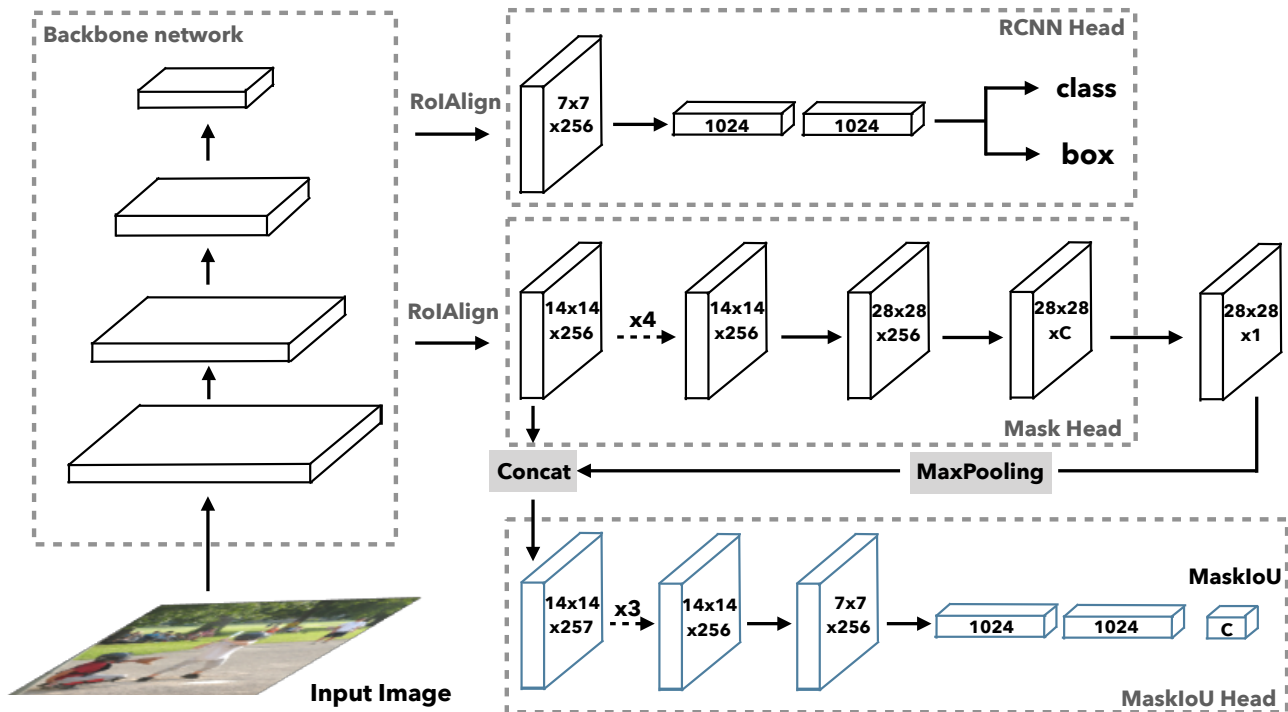 Backbone network
RCNN Head
RoIAlign
7x7
x256
1024
1024
class
box
RoIAlign
14x14
x256
x4
14x14
x256
28x28
x256
28x28
xC
28x28
x1
Mask Head
Concat
MaxPooling
14x14
x257
x3
14x14
x256
7x7
x256
1024
1024
MaskIoU
C
Input Image
MaskIoU Head